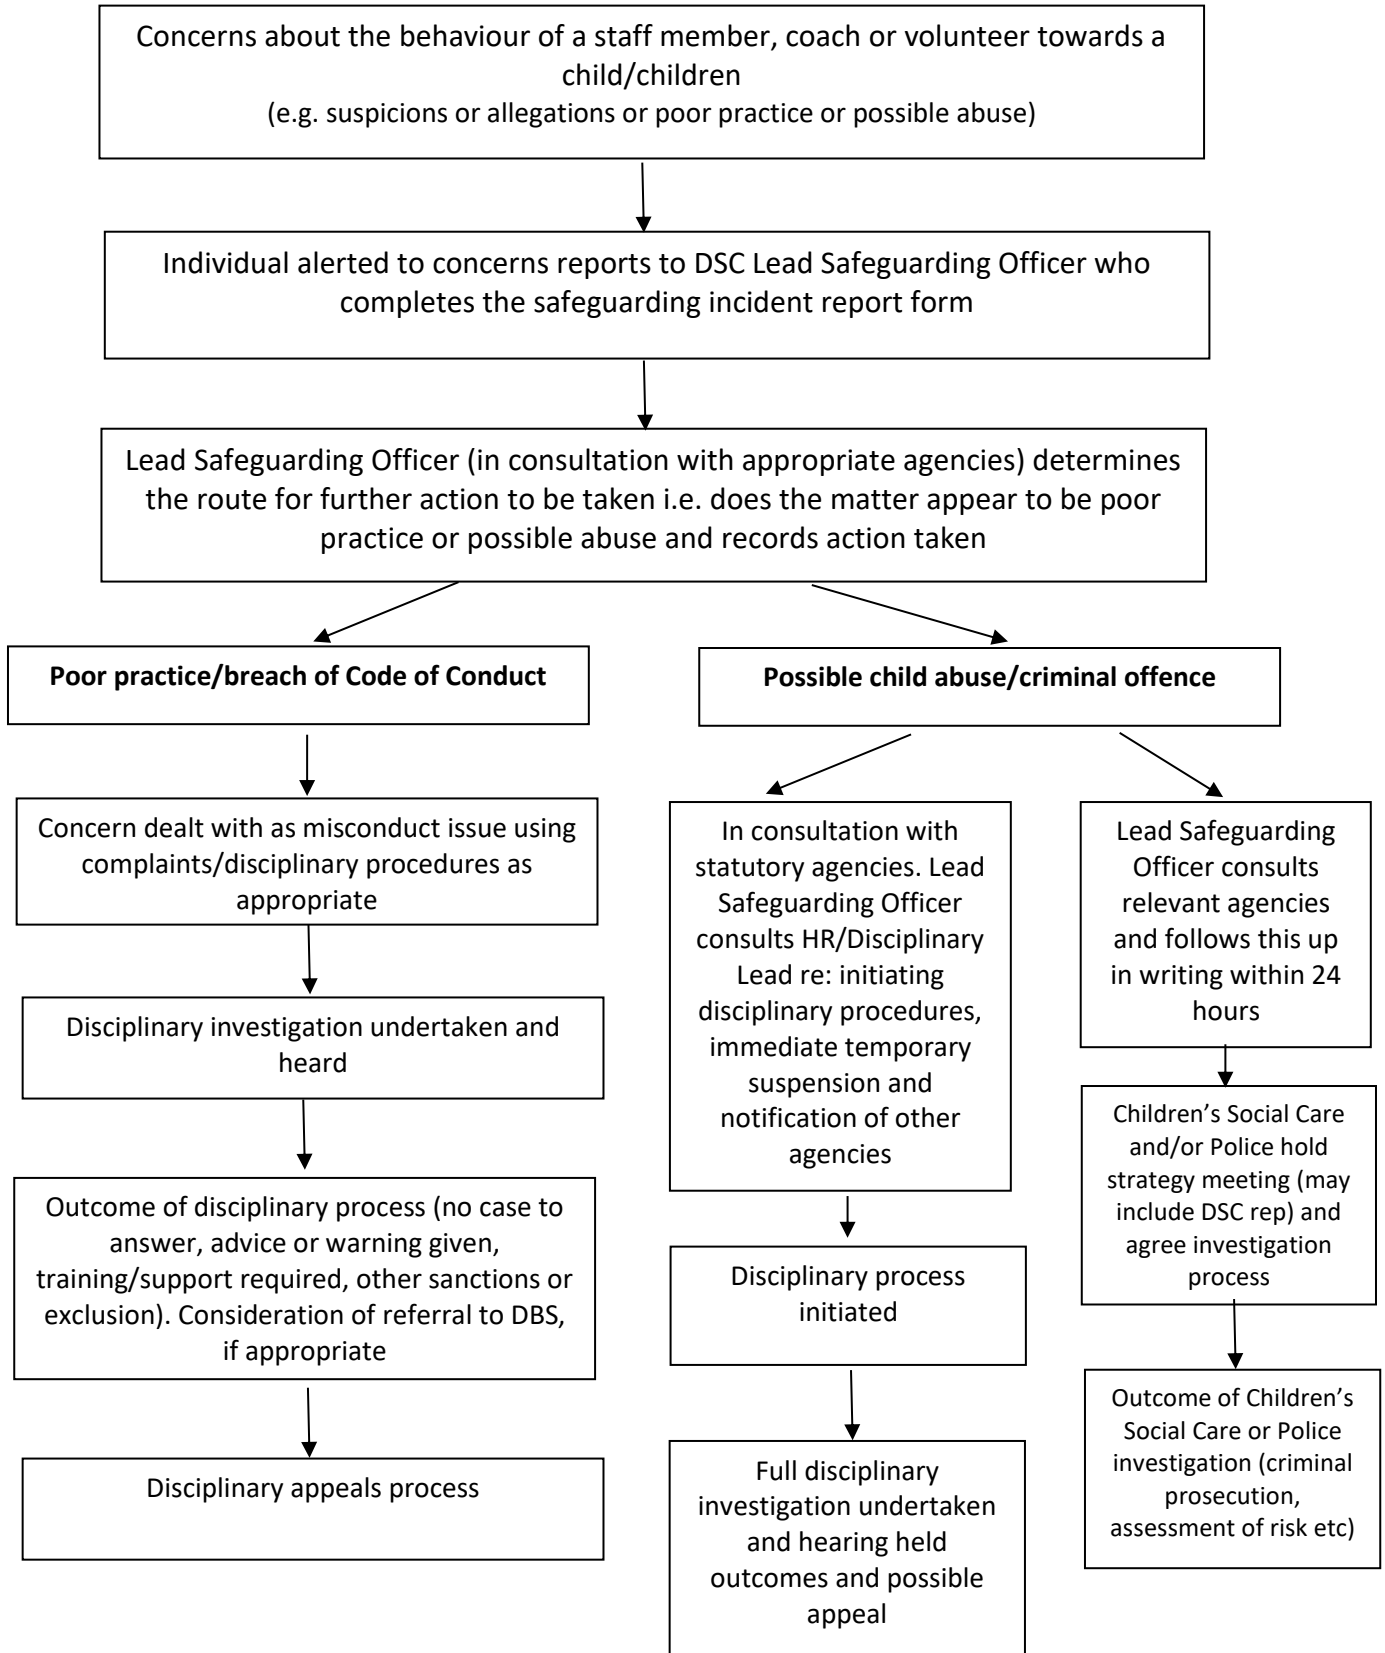 Concerns about the behaviour of a staff member, coach or volunteer towards a
child/children
(e.g. suspicions or allegations or poor practice or possible abuse)
Individual alerted to concerns reports to DSC Lead Safeguarding Officer who
completes the safeguarding incident report form
Lead Safeguarding Officer (in consultation with appropriate agencies) determines
the route for further action to be taken i.e. does the matter appear to be poor
practice or possible abuse and records action taken
Poor practice/breach of Code of Conduct
Concern dealt with as misconduct issue using
complaints/disciplinary procedures as
appropriate
Disciplinary investigation undertaken and
heard
Outcome of disciplinary process (no case to
answer, advice or warning given,
training/support required, other sanctions or
exclusion). Consideration of referral to DBS,
if appropriate
Disciplinary appeals process
Possible child abuse/criminal offence
In consultation with
statutory agencies. Lead
Safeguarding Officer
consults HR/Disciplinary
Lead re: initiating
disciplinary procedures,
immediate temporary
suspension and
notification of other
agencies
Disciplinary process
initiated
Full disciplinary
investigation undertaken
and hearing held
outcomes and possible
appeal
Lead Safeguarding
Officer consults
relevant agencies
and follows this up
in writing within 24
hours
Children’s Social Care
and/or Police hold
strategy meeting (may
include DSC rep) and
agree investigation
process
Outcome of Children’s
Social Care or Police
investigation (criminal
prosecution,
assessment of risk etc)